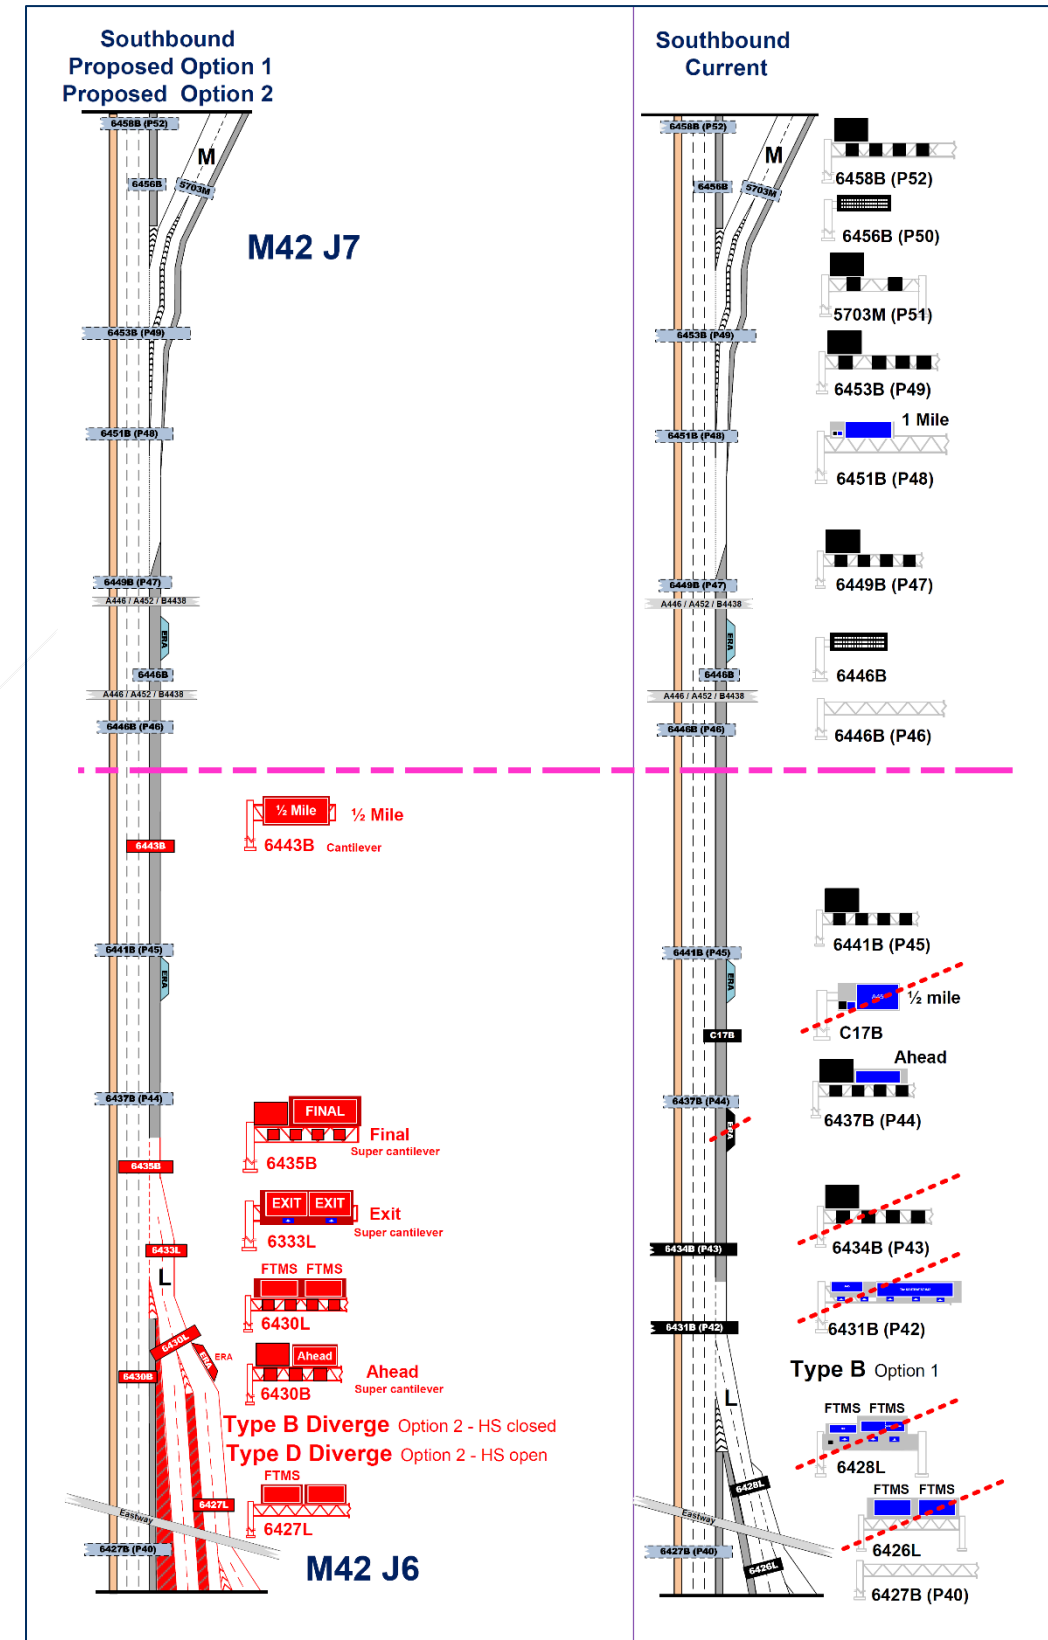 Southbound
Proposed Option 1
Proposed Option 2
6458B (P52)
M
6456B
5703M
M42 J7
6453B (P49)
6451B (P48)
6449B (P47)
A446 / A452 / B4438
ERA
6446B
A446 / A452 / B4438
6446B (P46)
½ Mile
½ Mile
6443B Cantilever
6443B
6441B (P45)
ERA
6437B (P44)
FINAL
Final
Super cantilever
6435B
6435B
EXIT EXIT
Exit
Super cantilever
6333L
6433L
L
FTMS FTMS
6430L
6430L
ERA
ERA
6430B
Ahead
Ahead
Super cantilever
6430B
Type B Diverge Option 2 - HS closed
Type D Diverge Option 2 - HS open
FTMS
6427L
6427L
Eastway
6427B (P40)
M42 J6
Southbound
Current
6458B (P52)
M
6456B
5703M
6458B (P52)
6456B (P50)
5703M (P51)
6453B (P49)
6453B (P49)
1 Mile
6451B (P48)
6451B (P48)
6449B (P47)
6449B (P47)
A446 / A452 / B4438
ERA
6446B
6446B
A446 / A452 / B4438
6446B (P46)
6446B (P46)
6441B (P45)
6441B (P45)
ERA
A45
½ mile
C17B
C17B
Ahead
6437B (P44)
6437B (P44)
ERA
6434B (P43)
6434B (P43)
6431B (P42)
6431B (P42)
Type B Option 1
L
FTMS FTMS
6428L
6428L
FTMS FTMS
6426L
Eastway
6427B (P40)
6426L
6427B (P40)